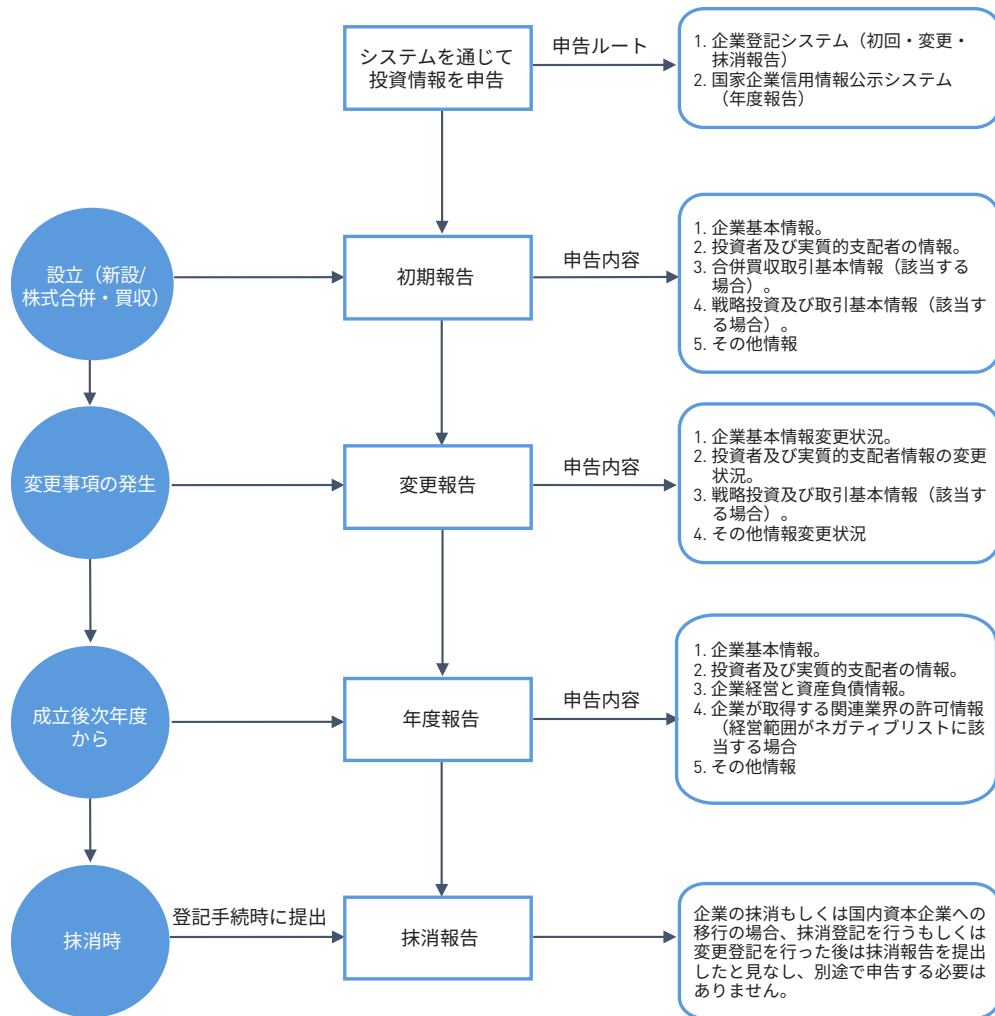 システムを通じて
投資情報を申告
申告ルート
1. 企業登記システム（初回・変更・
抹消報告）
2. 国家企業信用情報公示システム
（年度報告）
設立（新設/
株式合併・買収）
初期報告
申告内容
1. 企業基本情報。
2. 投資者及び実質的支配者の情報。
3. 合併買収取引基本情報（該当する
場合）。
4. 戦略投資及び取引基本情報（該当す
る場合）。
5. その他情報
変更事項の発生
変更報告
申告内容
1. 企業基本情報変更状況。
2. 投資者及び実質的支配者情報の変更
状況。
3. 戦略投資及び取引基本情報（該当す
る場合）。
4. その他情報変更状況
成立後次年度
から
年度報告
申告内容
1. 企業基本情報。
2. 投資者及び実質的支配者の情報。
3. 企業経営と資産負債情報。
4. 企業が取得する関連業界の許可情報
（経営範囲がネガティブリストに該
当する場合
5. その他情報
抹消時
登記手続時に提出
抹消報告
企業の抹消もしくは国内資本企業への
移行の場合、抹消登記を行うもしくは
変更登記を行った後は抹消報告を提出
したと見なし、別途で申告する必要は
ありません。